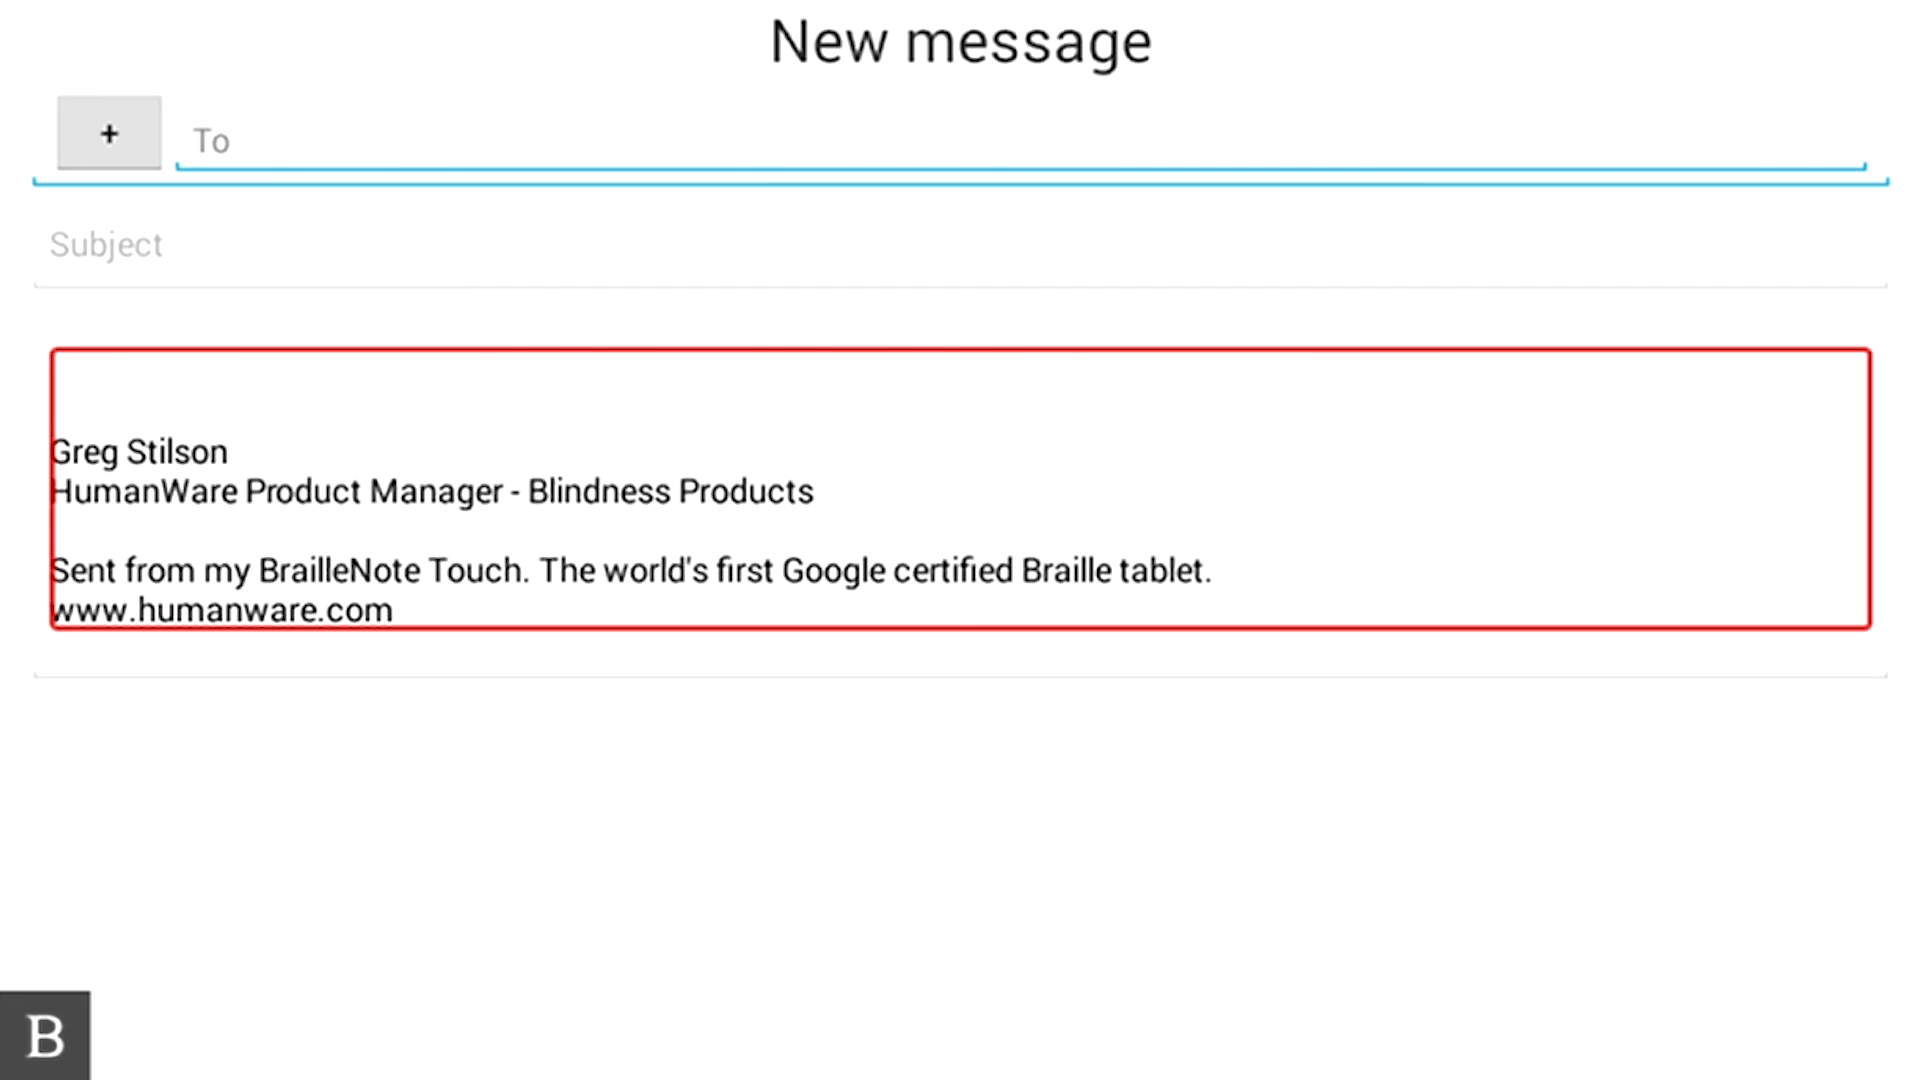 New message
+ To
Subject
Greg Stilson
HumanWare Product Manager - Blindness Products
Sent from my BrailleNote Touch. The world's first Google certified Braille tablet.
www.humanware.com
B